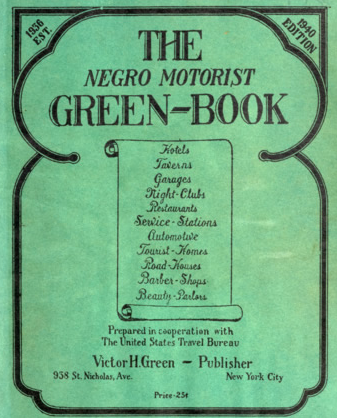 1936
EST.
1940
EDITION
THE
NEGRO MOTORIST
GREEN-BOOK
Hotels
Taverns
Garages
Night-Clubs
Restaurants
Service-Stations
Automotive
Tourist-Homes
Road-Houses
Barber-Shops
Beauty-Parlors
Prepared in cooperation with
The United States Travel Bureau
Victor H. Green – Publisher
938 St. Nicholas, Ave. New York City
Price-25¢